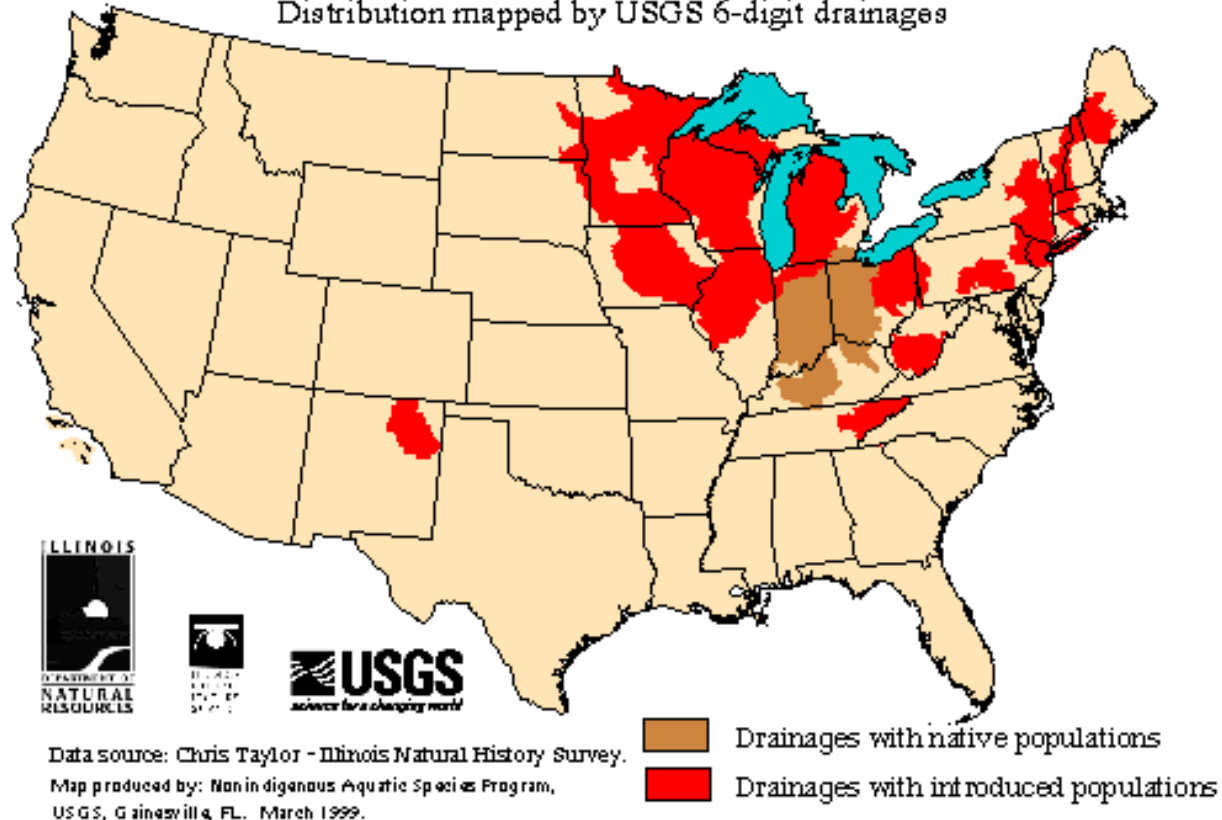 Distribution mapped by USGS 6-digit drainages
ILLINOIS
DEPARTMENT OF
NATURAL
RESOURCES
USGS
science for a changing world
Drainages with native populations
Drainages with introduced populations
Data source: Chris Taylor - Illinois Natural History Survey.
Map produced by: Nonindigenous Aquatic Species Program,
USGS, Gainesville, FL. March 1999.